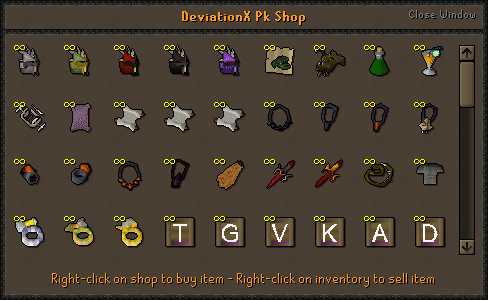 DeviationX Pk Shop
Close Window
∞ ∞ ∞ ∞ ∞ ∞ ∞ ∞ ∞
∞ ∞ ∞ ∞ ∞ ∞ ∞ ∞ ∞
∞ ∞ ∞ ∞ ∞ ∞ ∞ ∞ ∞
∞ ∞ ∞ ∞ ∞ ∞ ∞ ∞ ∞
T G V K A D
Right-click on shop to buy item - Right-click on inventory to sell item